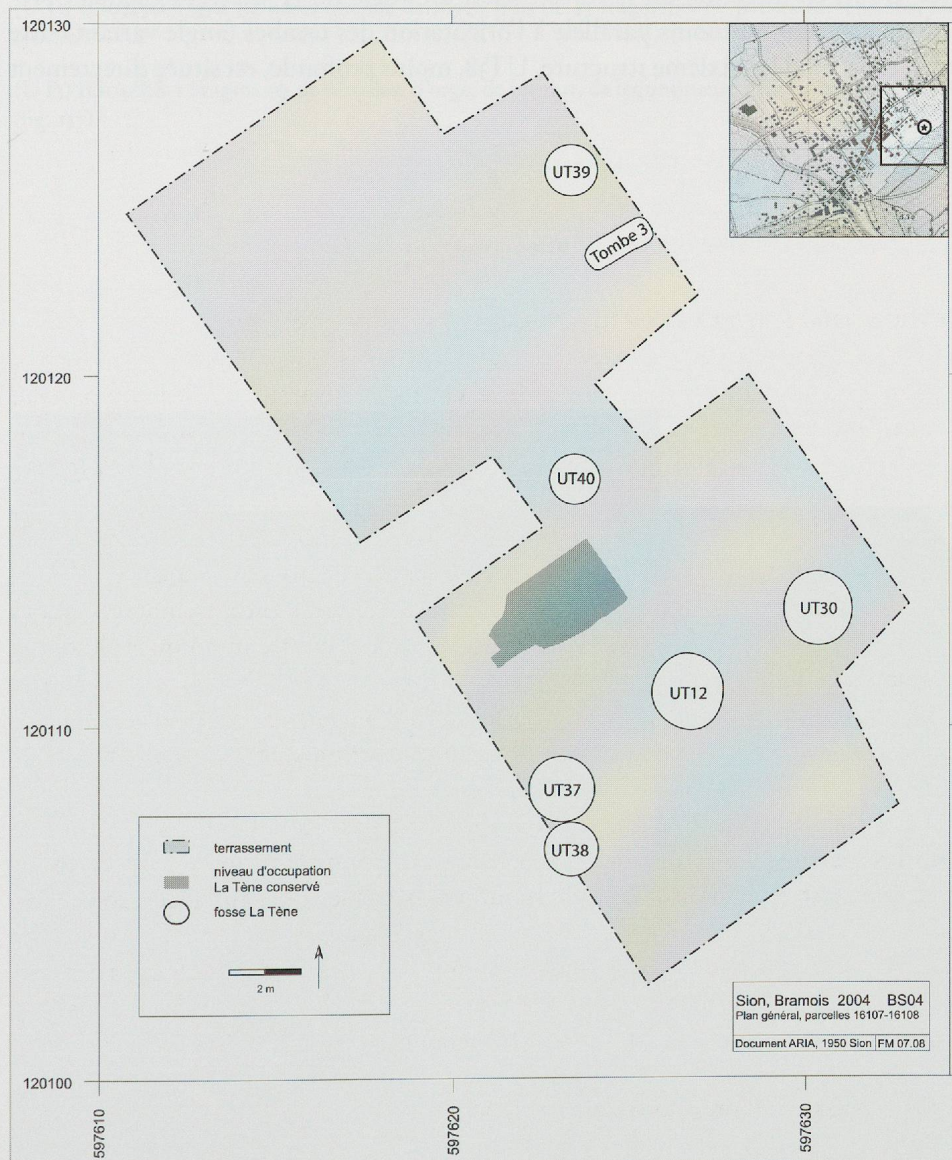 120130
UT39
Tombe 3
120120
UT40
UT30
UT12
120110
UT37
UT38
terrassement
niveau d'occupation
La Tène conservé
fosse La Tène
2 m
Sion, Bramois 2004 BS04
Plan général, parcelles 16107-16108
Document ARIA, 1950 Sion FM 07.08
120100
597610
597620
597630